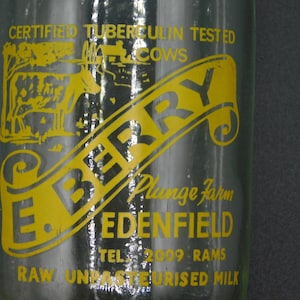 CERTIFIED TUBERCULIN TESTED
COWS
E. BERRY
Plunge Farm
EDENFIELD
TEL. 2009 RAMS
RAW UNPASTEURISED MILK